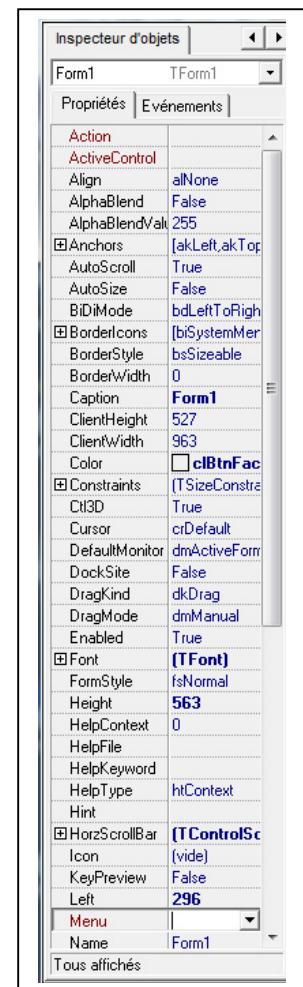 Inspecteur d'objets
Form1 TForm1
Propriétés Evénements
Action
ActiveControl
Align alNone
AlphaBlend False
AlphaBlendVal 255
Anchors [akLeft,akTop
AutoScroll True
AutoSize False
BiDiMode bdLeftToRigh
BorderIcons [biSystemMer
BorderStyle bsSizeable
BorderWidth 0
Caption Form1
ClientHeight 527
ClientWidth 963
Color clBtnFac
Constraints (TSizeConstra
Ctl3D True
Cursor crDefault
DefaultMonitor dmActiveForm
DockSite False
DragKind dkDrag
DragMode dmManual
Enabled True
Font (TFont)
FormStyle fsNormal
Height 563
HelpContext 0
HelpFile
HelpKeyword
HelpType htContext
Hint
HorzScrollBar (TControlSc
Icon (vide)
KeyPreview False
Left 296
Menu
Name Form1
Tous affichés